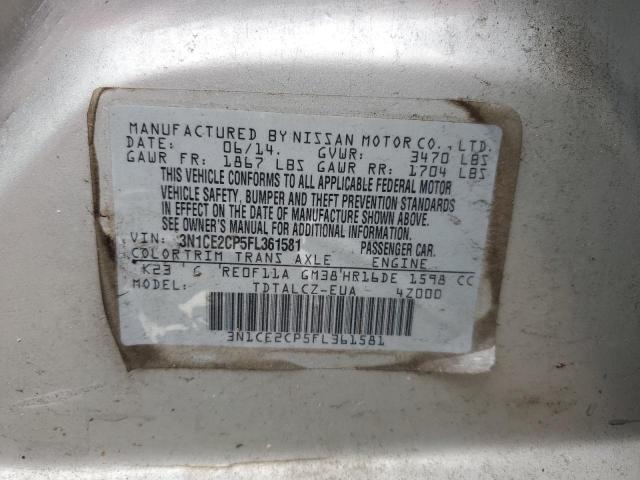 MANUFACTURED BY NISSAN MOTOR CO., LTD.
DATE: 06/14. GVWR: 3470 LBS
GAWR FR: 1867 LBS GAWR RR: 1704 LBS
THIS VEHICLE CONFORMS TO ALL APPLICABLE FEDERAL MOTOR
VEHICLE SAFETY, BUMPER AND THEFT PREVENTION STANDARDS
IN EFFECT ON THE DATE OF MANUFACTURE SHOWN ABOVE.
SEE OWNER'S MANUAL FOR ADDITIONAL INFORMATION.
VIN: 3N1CE2CP5FL361581 PASSENGER CAR.
COLOR TRIM TRANS AXLE ENGINE
K23 G RE0F11A GM38 HR16DE 1598 CC
MODEL: TDTALCZ-EUA 4Z000
3N1CE2CP5FL361581